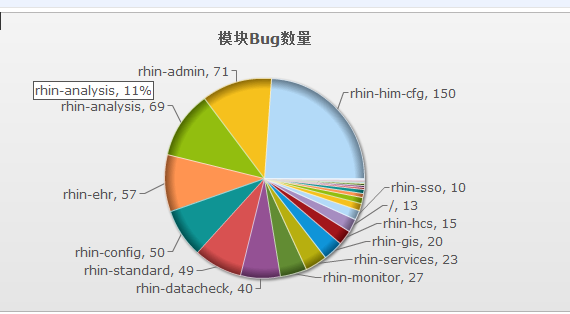 模块Bug数量
rhin-admin, 71
rhin-him-cfg, 150
rhin-analysis, 11%
rhin-analysis, 69
rhin-ehr, 57
rhin-sso, 10
/, 13
rhin-hcs, 15
rhin-gis, 20
rhin-config, 50
rhin-services, 23
rhin-standard, 49
rhin-monitor, 27
rhin-datacheck, 40